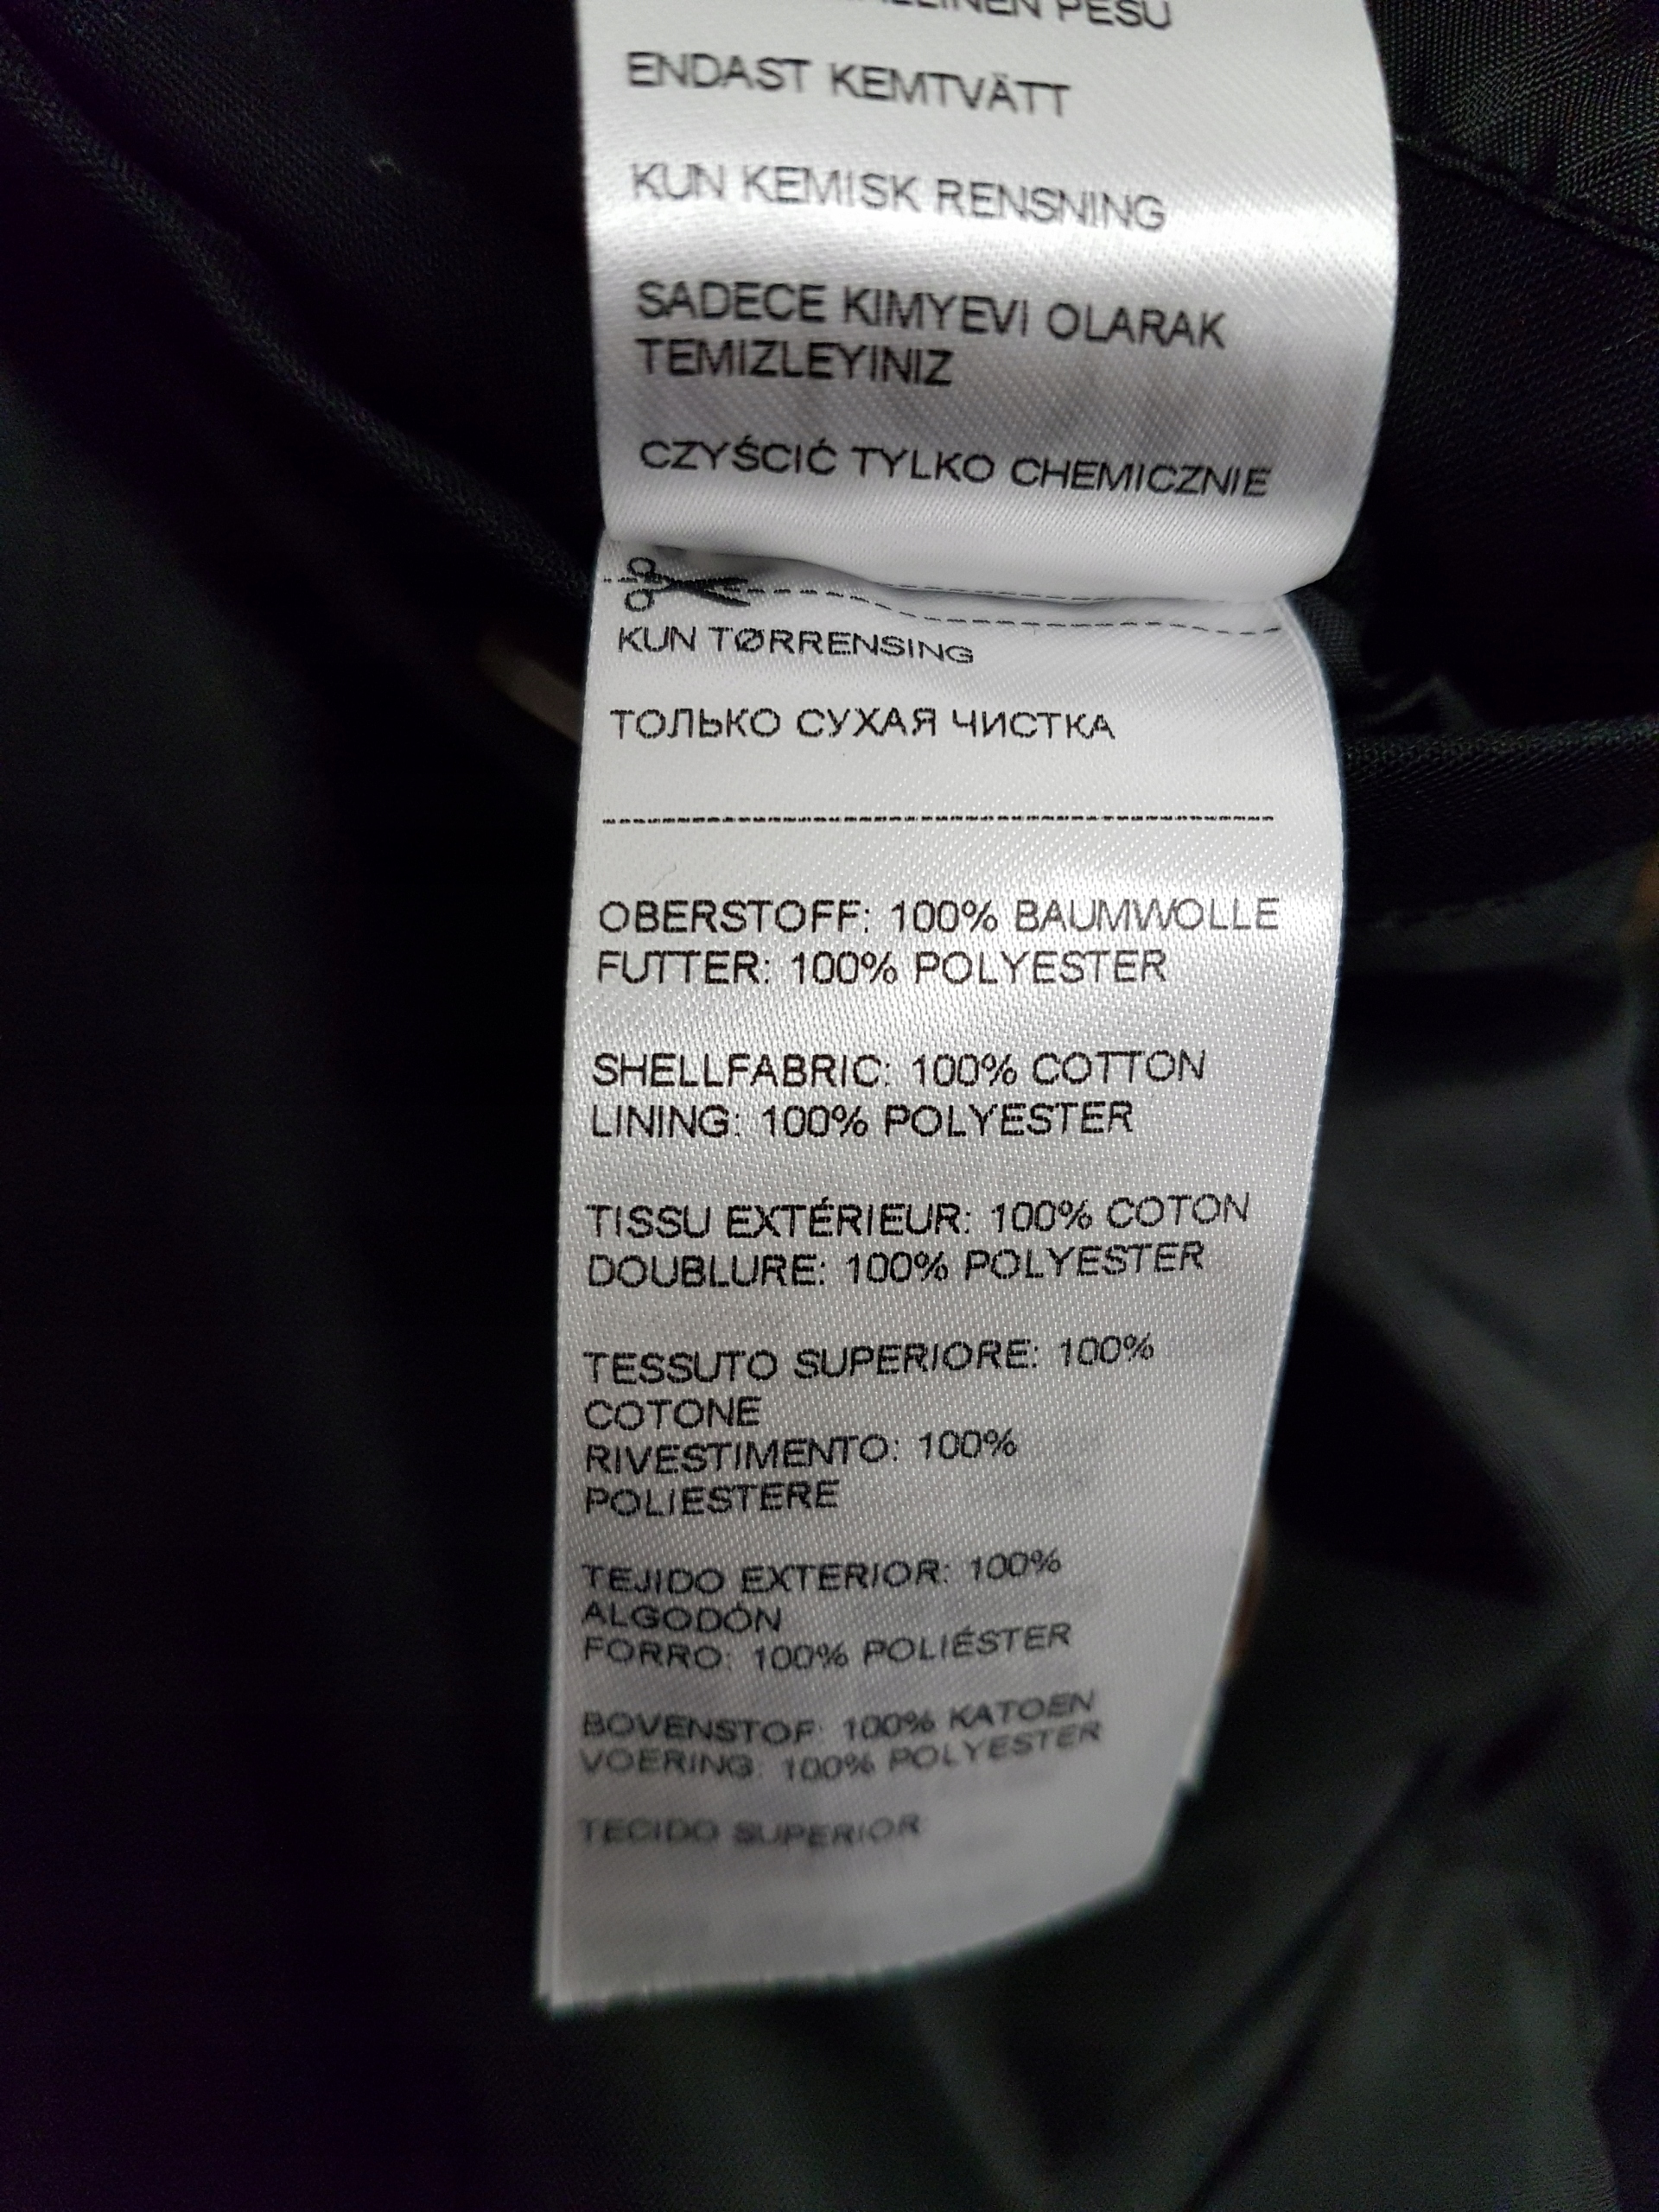 PESU
ENDAST KEMTVÄTT
KUN KEMISK RENSNING
SADECE KIMYEVI OLARAK
TEMIZLEYINIZ
CZYŚCIĆ TYLKO CHEMICZNIE
KUN TØRRENSING
ТОЛЬКО СУХАЯ ЧИСТКА
OBERSTOFF: 100% BAUMWOLLE
FUTTER: 100% POLYESTER
SHELLFABRIC: 100% COTTON
LINING: 100% POLYESTER
TISSU EXTÉRIEUR: 100% COTON
DOUBLURE: 100% POLYESTER
TESSUTO SUPERIORE: 100%
COTONE
RIVESTIMENTO: 100%
POLIESTERE
TEJIDO EXTERIOR: 100%
ALGODÓN
FORRO: 100% POLIÉSTER
BOVENSTOF: 100% KATOEN
VOERING: 100% POLYESTER
TECIDO SUPERIOR